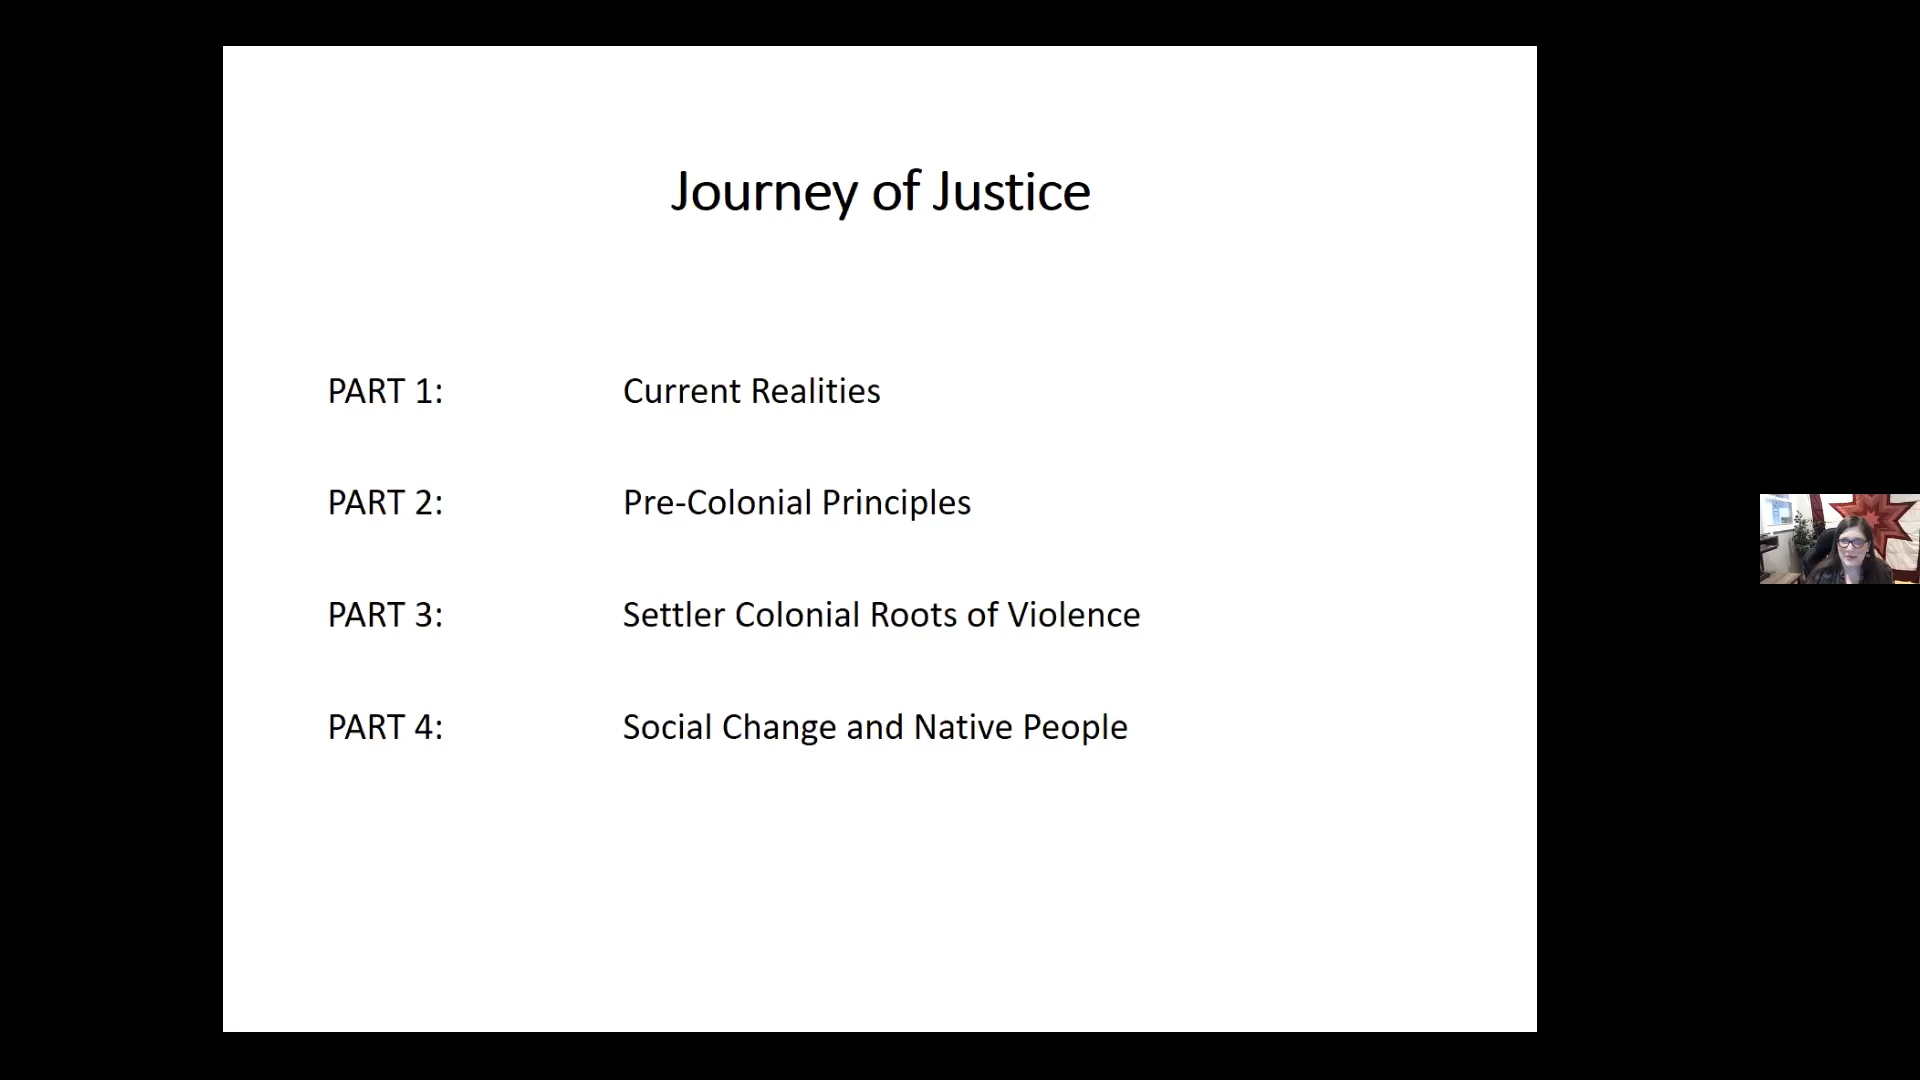 Journey of Justice
PART 1: Current Realities
PART 2: Pre-Colonial Principles
PART 3: Settler Colonial Roots of Violence
PART 4: Social Change and Native People